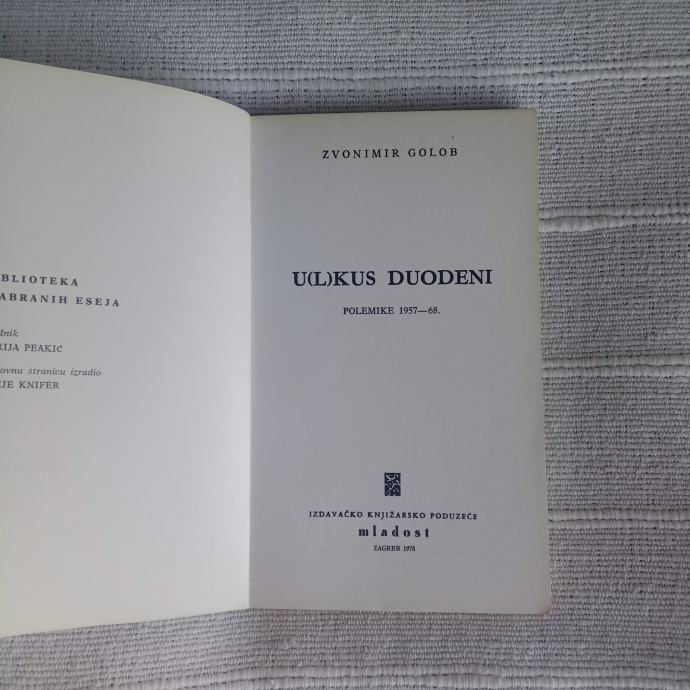 BLIOTEKA
ABRANIH ESEJA
dnik
RIJA PEAKIĆ
ovnu stranicu izradio
JE KNIFER
ZVONIMIR GOLOB
U(L)KUS DUODENI
POLEMIKE 1957—68.
IZDAVAČKO KNJIŽARSKO PODUZEĆE
mladost
ZAGREB 1978